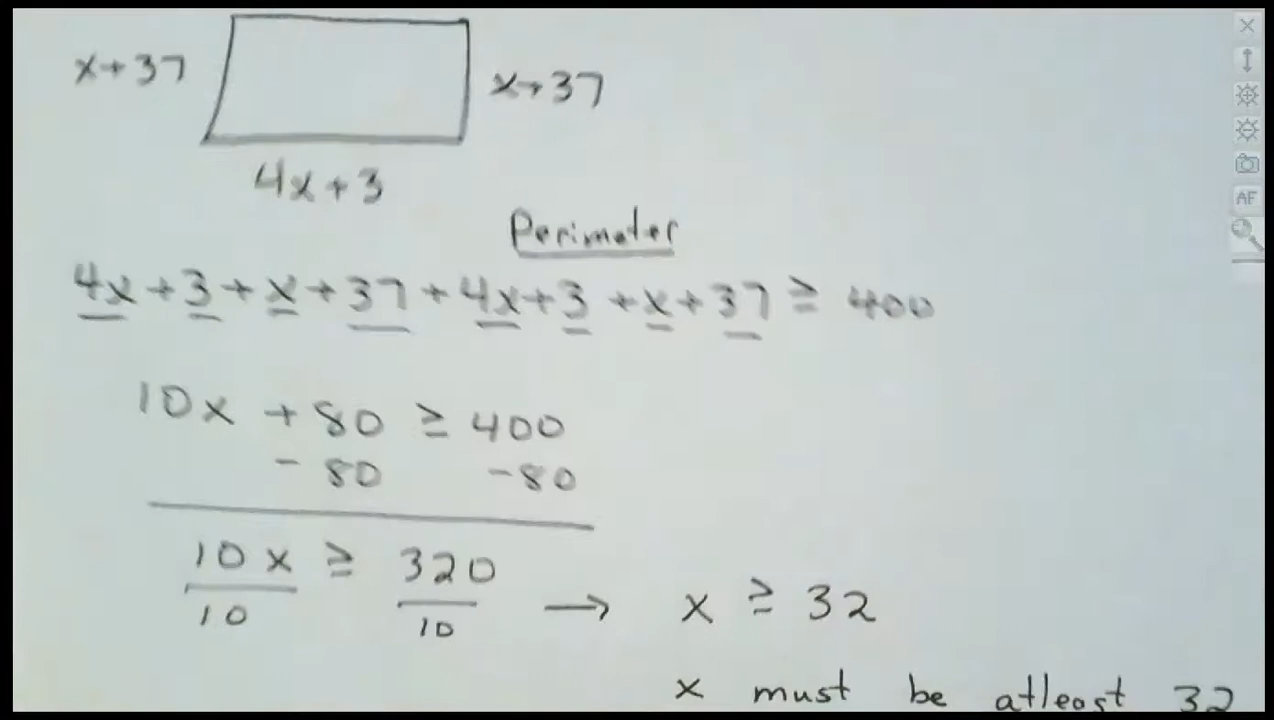 x+37
x+37
4x+3
Perimeter
4x + 3 + x + 37 + 4x + 3 + x + 37 ≥ 400
10x + 80 ≥ 400
- 80 -80
10x ≥ 320
10 10
→ x ≥ 32
x must be atleast 32
AF